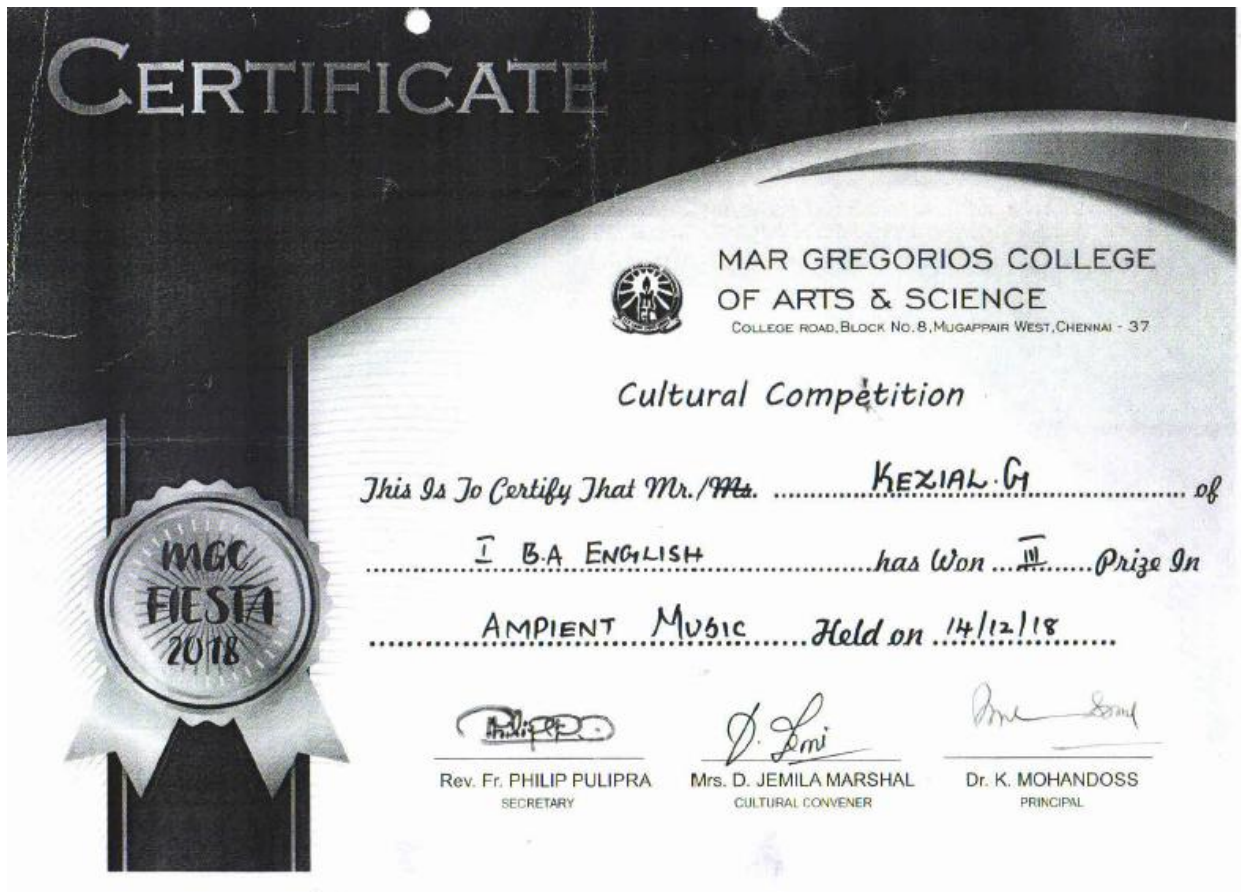 CERTIFICATE
MAR GREGORIOS COLLEGE
OF ARTS & SCIENCE
COLLEGE ROAD, BLOCK NO. 8, MUGAPPAIR WEST, CHENNAI - 37
Cultural Competition
This Is To Certify That Mr./Ms. KEZIAL. G of
I B.A ENGLISH has Won III Prize In
AMPIENT MUSIC Held on 14/12/18
MGC
FIESTA
2018
Rev. Fr. PHILIP PULIPRA Mrs. D. JEMILA MARSHAL Dr. K. MOHANDOSS
SECRETARY CULTURAL CONVENER PRINCIPAL